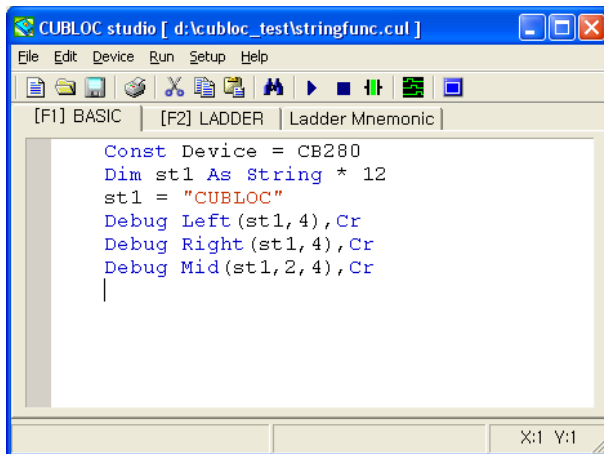 CUBLOC studio [ d:\cubloc_test\stringfunc.cul ]
File Edit Device Run Setup Help
[F1] BASIC [F2] LADDER Ladder Mnemonic
Const Device = CB280
Dim st1 As String * 12
st1 = "CUBLOC"
Debug Left(st1,4),Cr
Debug Right(st1,4),Cr
Debug Mid(st1,2,4),Cr
X:1 Y:1